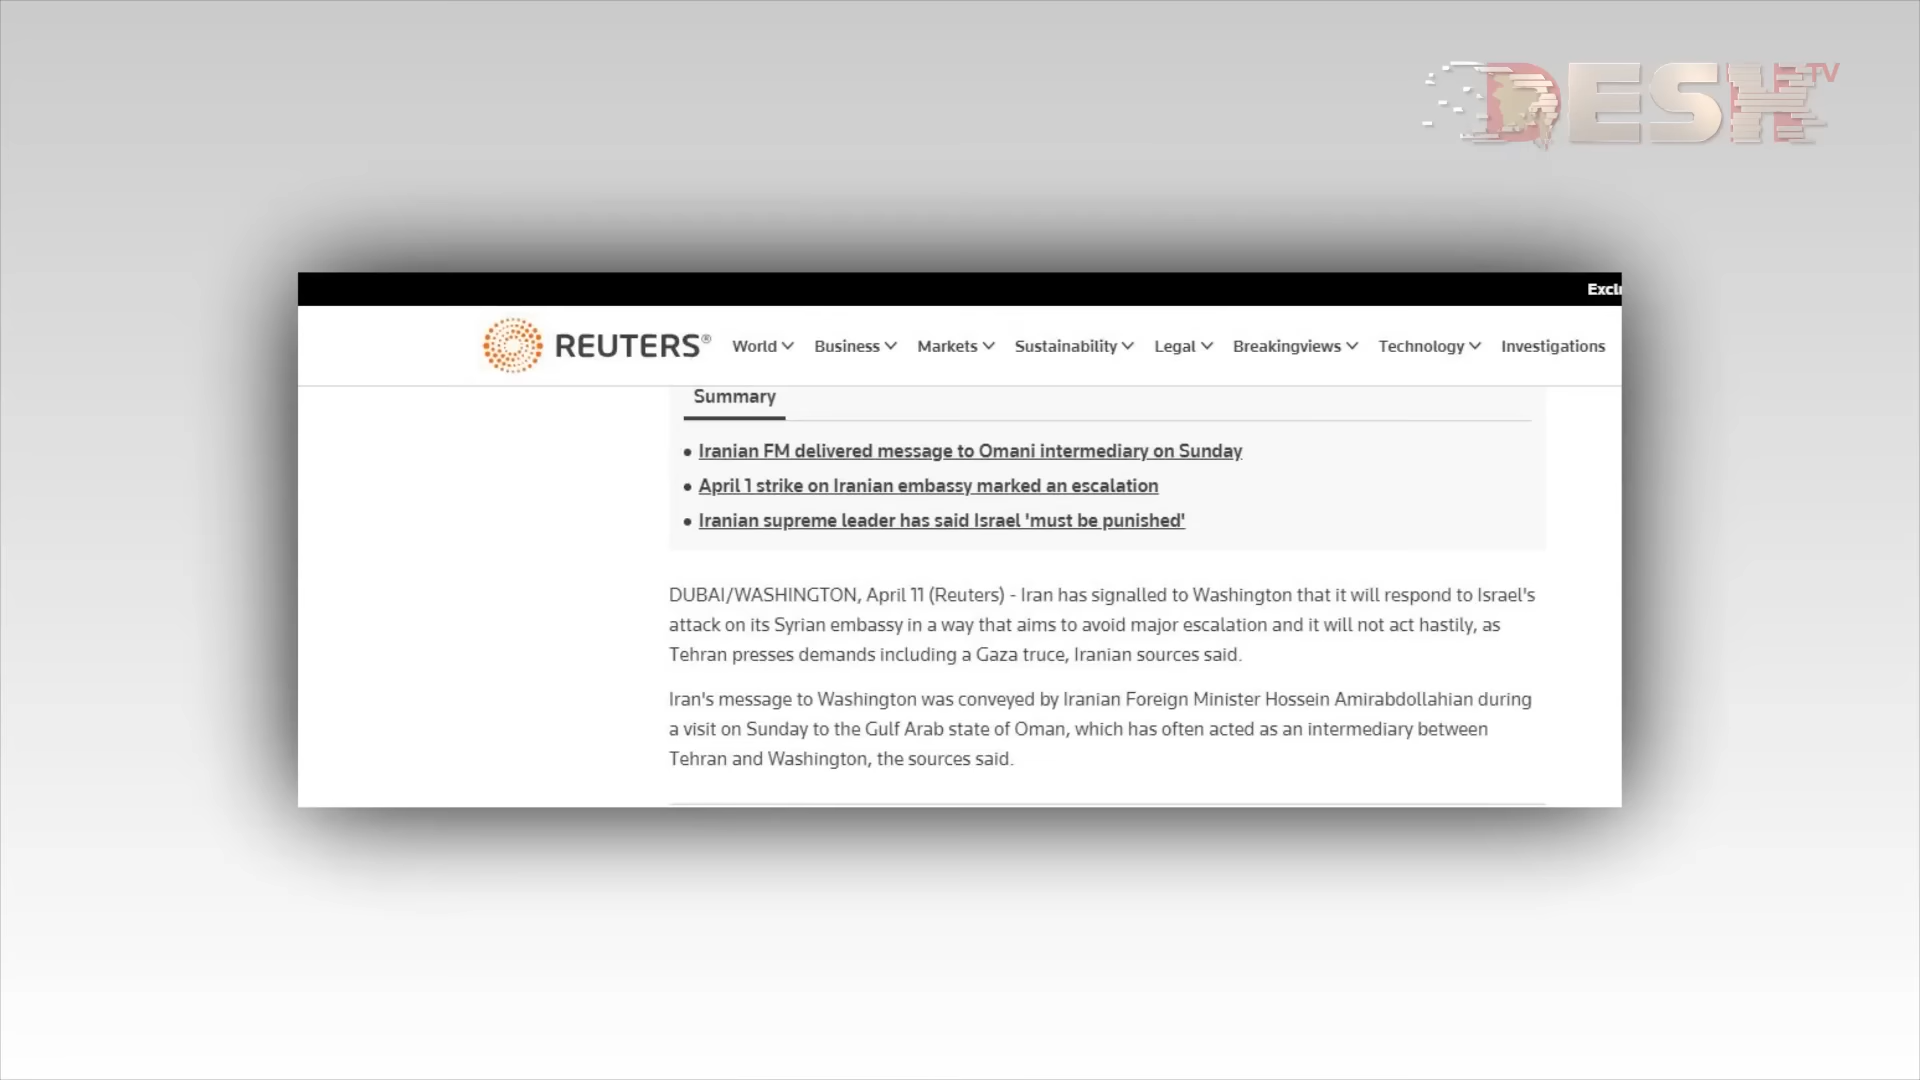 DESH TV
Excl
REUTERS®
World Business Markets Sustainability Legal Breakingviews Technology Investigations
Summary
• Iranian FM delivered message to Omani intermediary on Sunday
• April 1 strike on Iranian embassy marked an escalation
• Iranian supreme leader has said Israel 'must be punished'
DUBAI/WASHINGTON, April 11 (Reuters) - Iran has signalled to Washington that it will respond to Israel's
attack on its Syrian embassy in a way that aims to avoid major escalation and it will not act hastily, as
Tehran presses demands including a Gaza truce, Iranian sources said.
Iran's message to Washington was conveyed by Iranian Foreign Minister Hossein Amirabdollahian during
a visit on Sunday to the Gulf Arab state of Oman, which has often acted as an intermediary between
Tehran and Washington, the sources said.